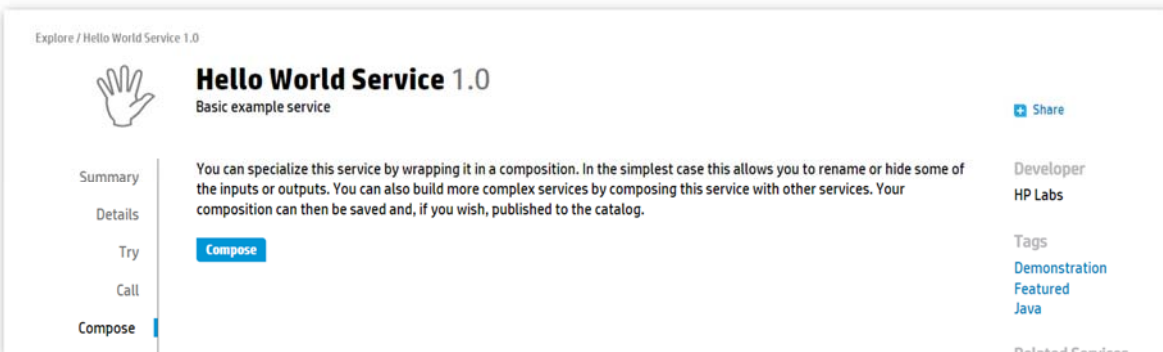 Explore / Hello World Service 1.0
Hello World Service 1.0
Basic example service
Share
Summary
Details
Try
Call
Compose
You can specialize this service by wrapping it in a composition. In the simplest case this allows you to rename or hide some of
the inputs or outputs. You can also build more complex services by composing this service with other services. Your
composition can then be saved and, if you wish, published to the catalog.
Compose
Developer
HP Labs
Tags
Demonstration
Featured
Java
Related Services